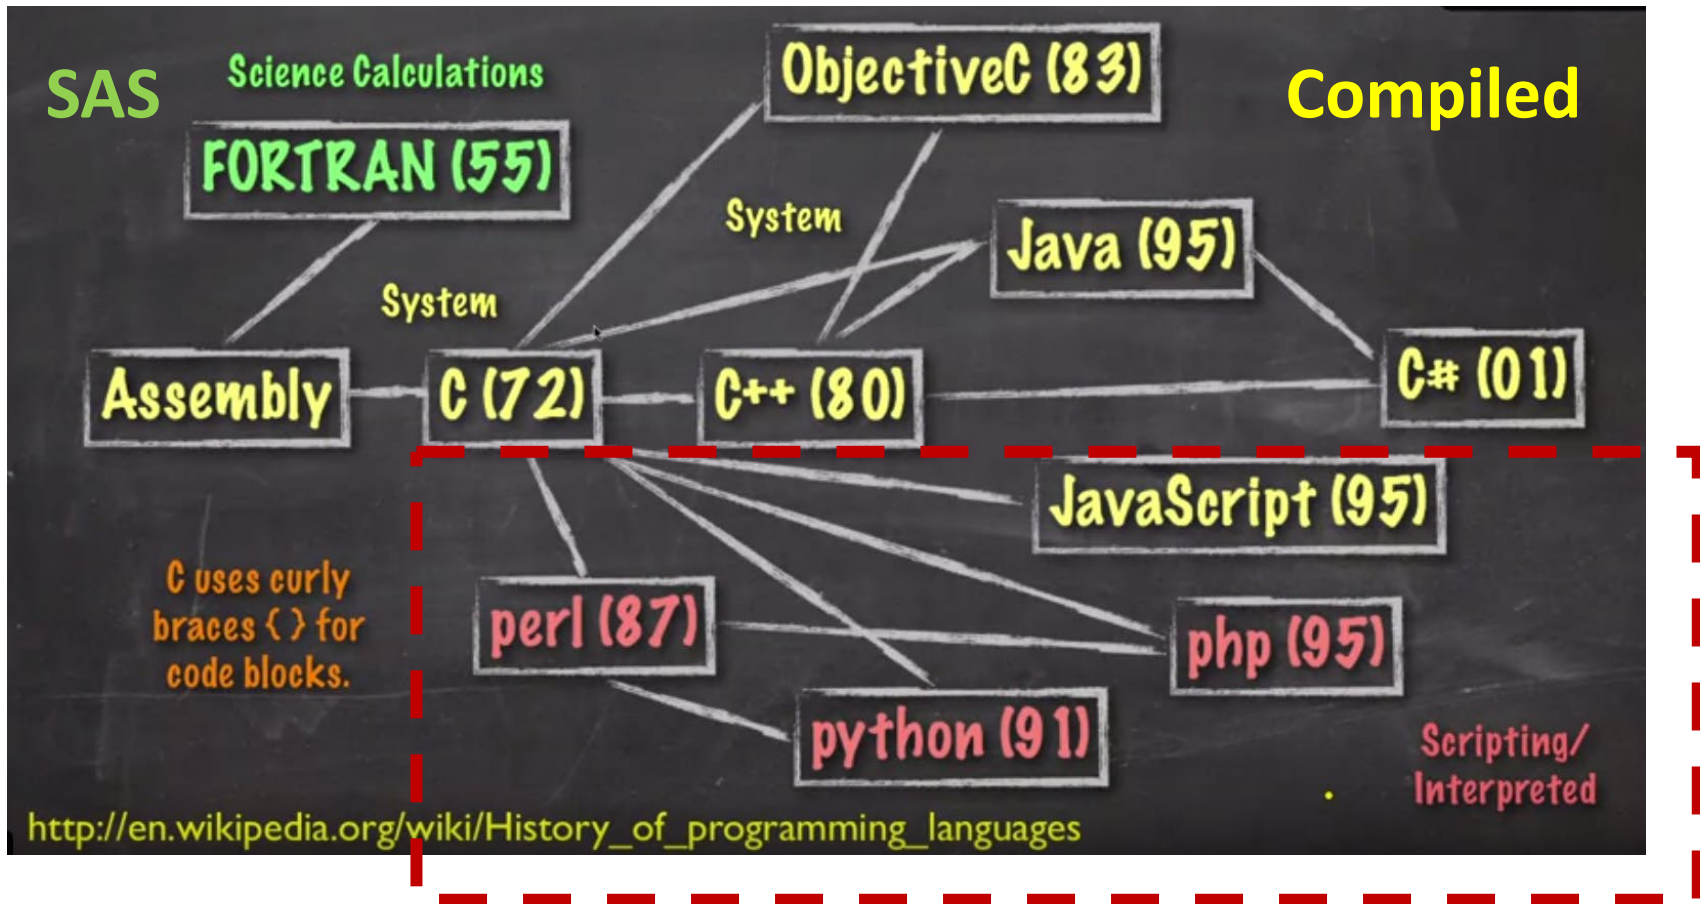 SAS
Science Calculations
ObjectiveC (83)
Compiled
FORTRAN (55)
System
Java (95)
System
Assembly
C (72)
C++ (80)
C# (01)
JavaScript (95)
C uses curly
braces { } for
code blocks.
perl (87)
php (95)
python (91)
Scripting/
Interpreted
http://en.wikipedia.org/wiki/History_of_programming_languages